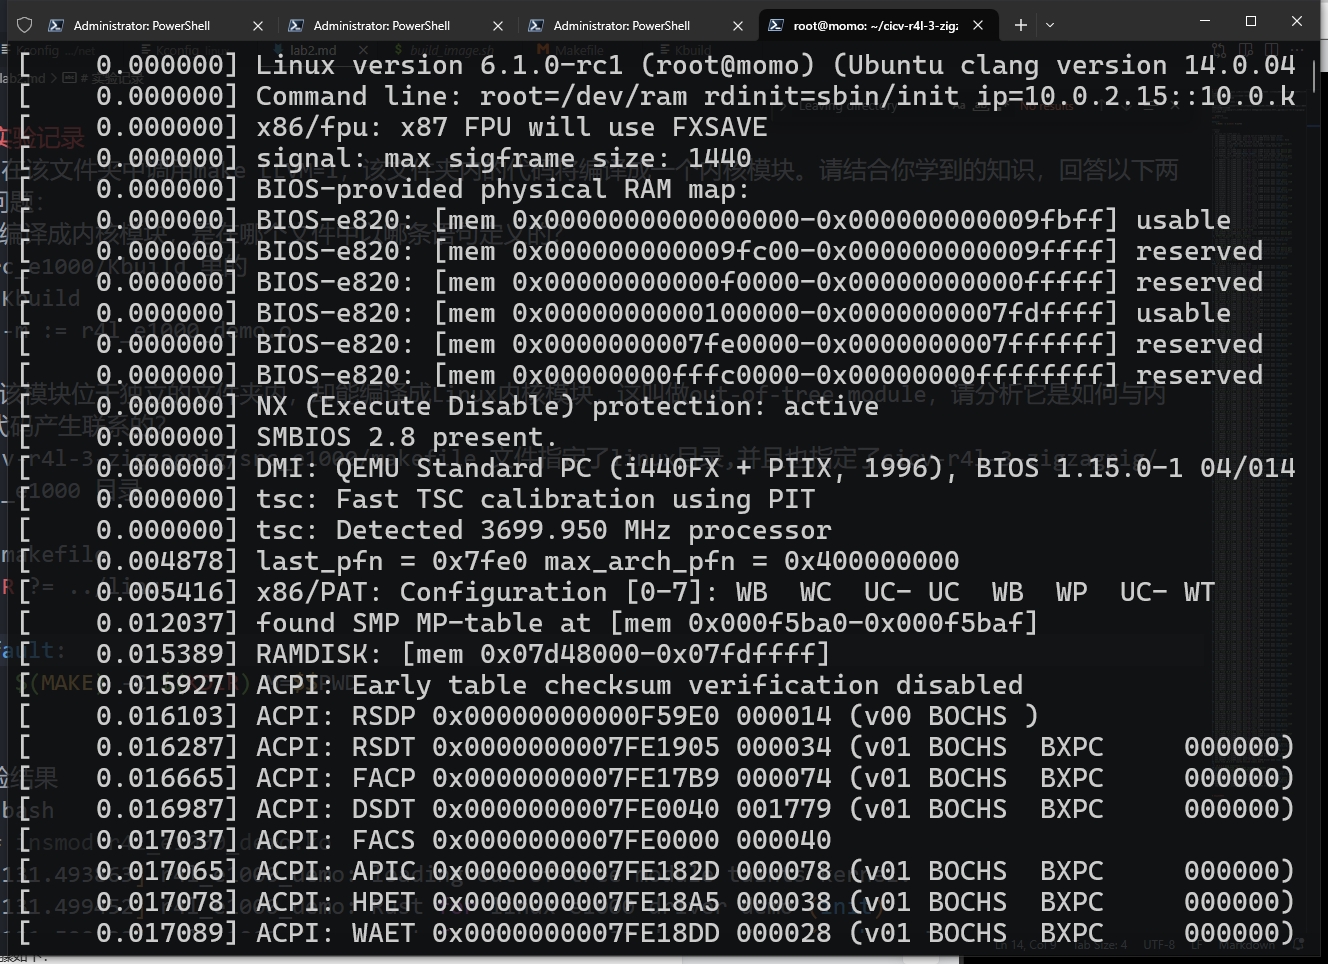 Administrator: PowerShell
Administrator: PowerShell
Administrator: PowerShell
root@momo: ~/cicv-r4l-3-zigz
[    0.000000] Linux version 6.1.0-rc1 (root@momo) (Ubuntu clang version 14.0.04
[    0.000000] Command line: root=/dev/ram rdinit=sbin/init ip=10.0.2.15::10.0.k
[    0.000000] x86/fpu: x87 FPU will use FXSAVE
[    0.000000] signal: max sigframe size: 1440
[    0.000000] BIOS-provided physical RAM map:
[    0.000000] BIOS-e820: [mem 0x0000000000000000-0x000000000009fbff] usable
[    0.000000] BIOS-e820: [mem 0x000000000009fc00-0x000000000009ffff] reserved
[    0.000000] BIOS-e820: [mem 0x00000000000f0000-0x00000000000fffff] reserved
[    0.000000] BIOS-e820: [mem 0x0000000000100000-0x0000000007fdffff] usable
[    0.000000] BIOS-e820: [mem 0x0000000007fe0000-0x0000000007ffffff] reserved
[    0.000000] BIOS-e820: [mem 0x00000000fffc0000-0x00000000ffffffff] reserved
[    0.000000] NX (Execute Disable) protection: active
[    0.000000] SMBIOS 2.8 present.
[    0.000000] DMI: QEMU Standard PC (i440FX + PIIX, 1996), BIOS 1.15.0-1 04/014
[    0.000000] tsc: Fast TSC calibration using PIT
[    0.000000] tsc: Detected 3699.950 MHz processor
[    0.004878] last_pfn = 0x7fe0 max_arch_pfn = 0x400000000
[    0.005416] x86/PAT: Configuration [0-7]: WB  WC  UC- UC  WB  WP  UC- WT
[    0.012037] found SMP MP-table at [mem 0x000f5ba0-0x000f5baf]
[    0.015389] RAMDISK: [mem 0x07d48000-0x07fdffff]
[    0.015927] ACPI: Early table checksum verification disabled
[    0.016103] ACPI: RSDP 0x00000000000F59E0 000014 (v00 BOCHS )
[    0.016287] ACPI: RSDT 0x0000000007FE1905 000034 (v01 BOCHS  BXPC     000000)
[    0.016665] ACPI: FACP 0x0000000007FE17B9 000074 (v01 BOCHS  BXPC     000000)
[    0.016987] ACPI: DSDT 0x0000000007FE0040 001779 (v01 BOCHS  BXPC     000000)
[    0.017037] ACPI: FACS 0x0000000007FE0000 000040
[    0.017065] ACPI: APIC 0x0000000007FE182D 000078 (v01 BOCHS  BXPC     000000)
[    0.017078] ACPI: HPET 0x0000000007FE18A5 000038 (v01 BOCHS  BXPC     000000)
[    0.017089] ACPI: WAET 0x0000000007FE18DD 000028 (v01 BOCHS  BXPC     000000)